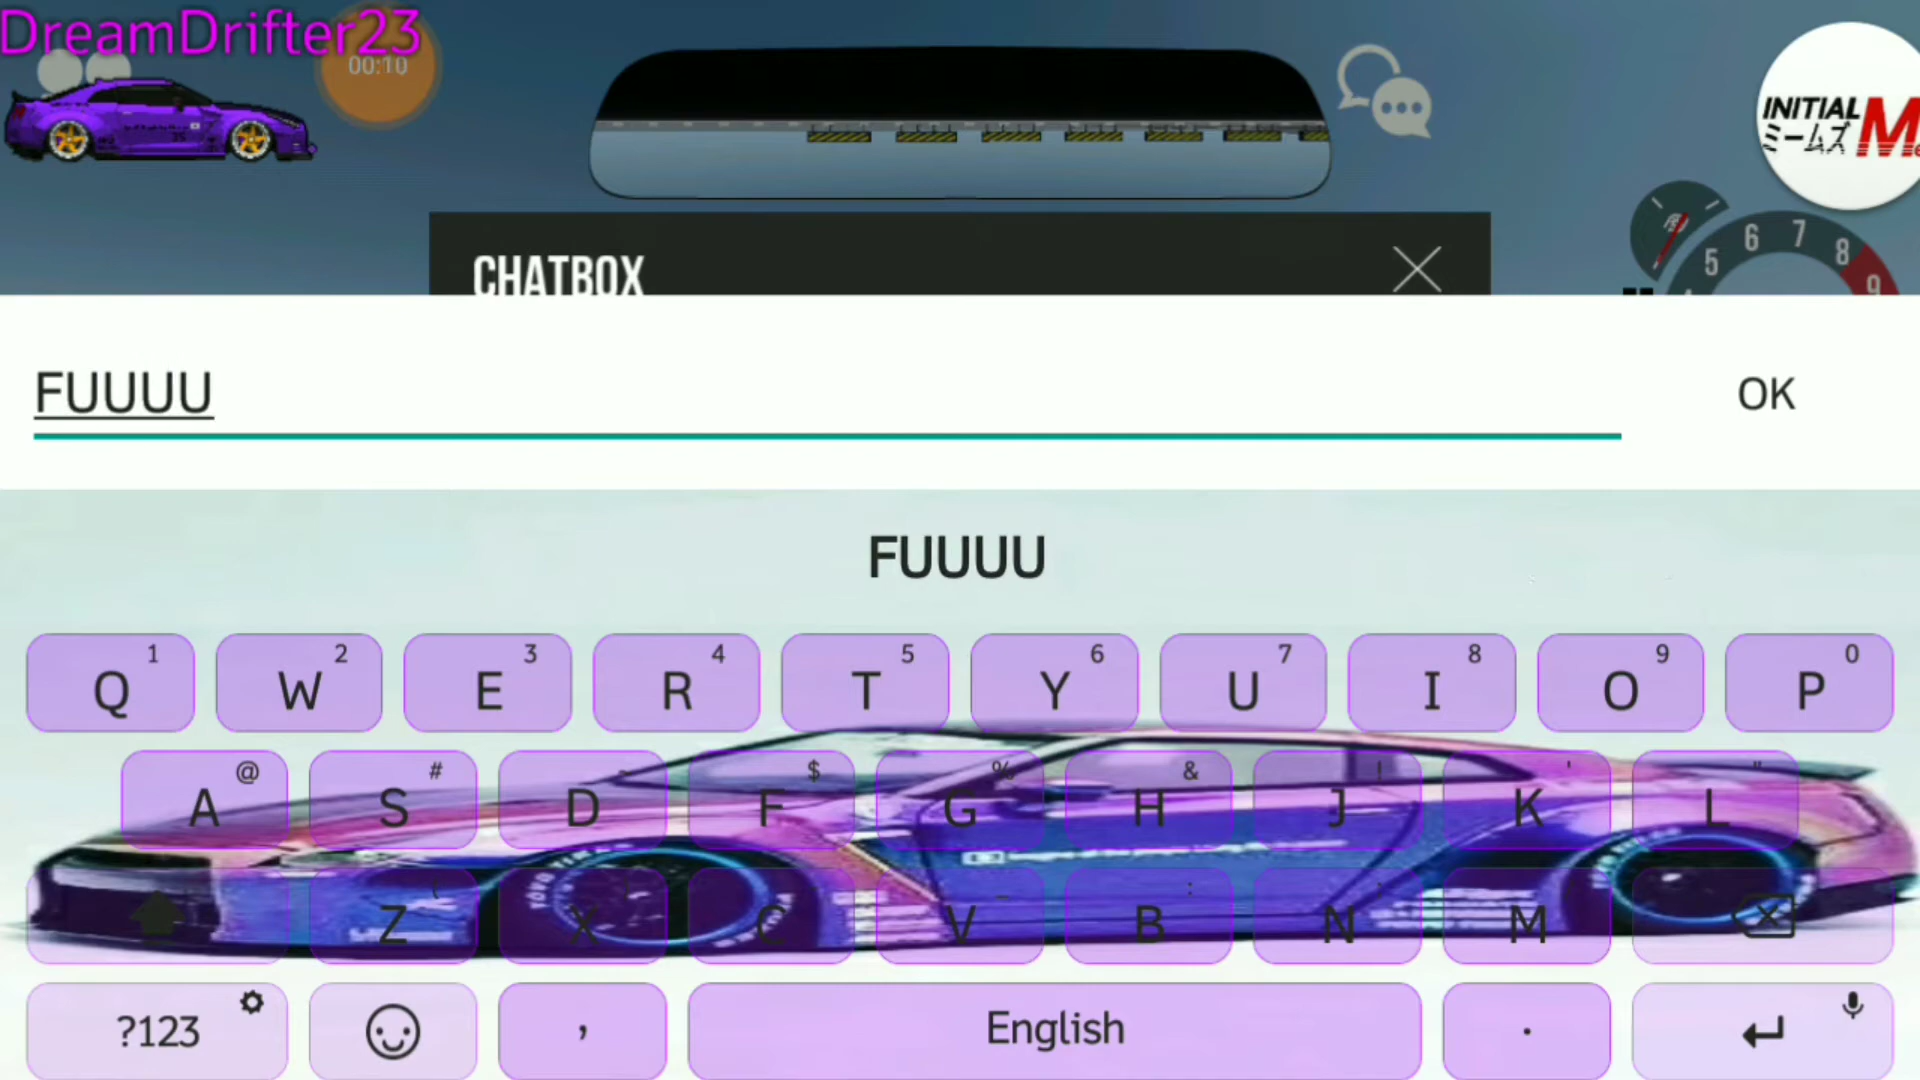 DreamDrifter23
00:10
INITIAL
ミームズ
M
CHATBOX
5 6 7 8 9
FUUUU
OK
FUUUU
1 2 3 4 5 6 7 8 9 0
Q W E R T Y U I O P
@ # - $ % & ! ' "
A S D F G H J K L
Z X C V B N M
?123 , English .